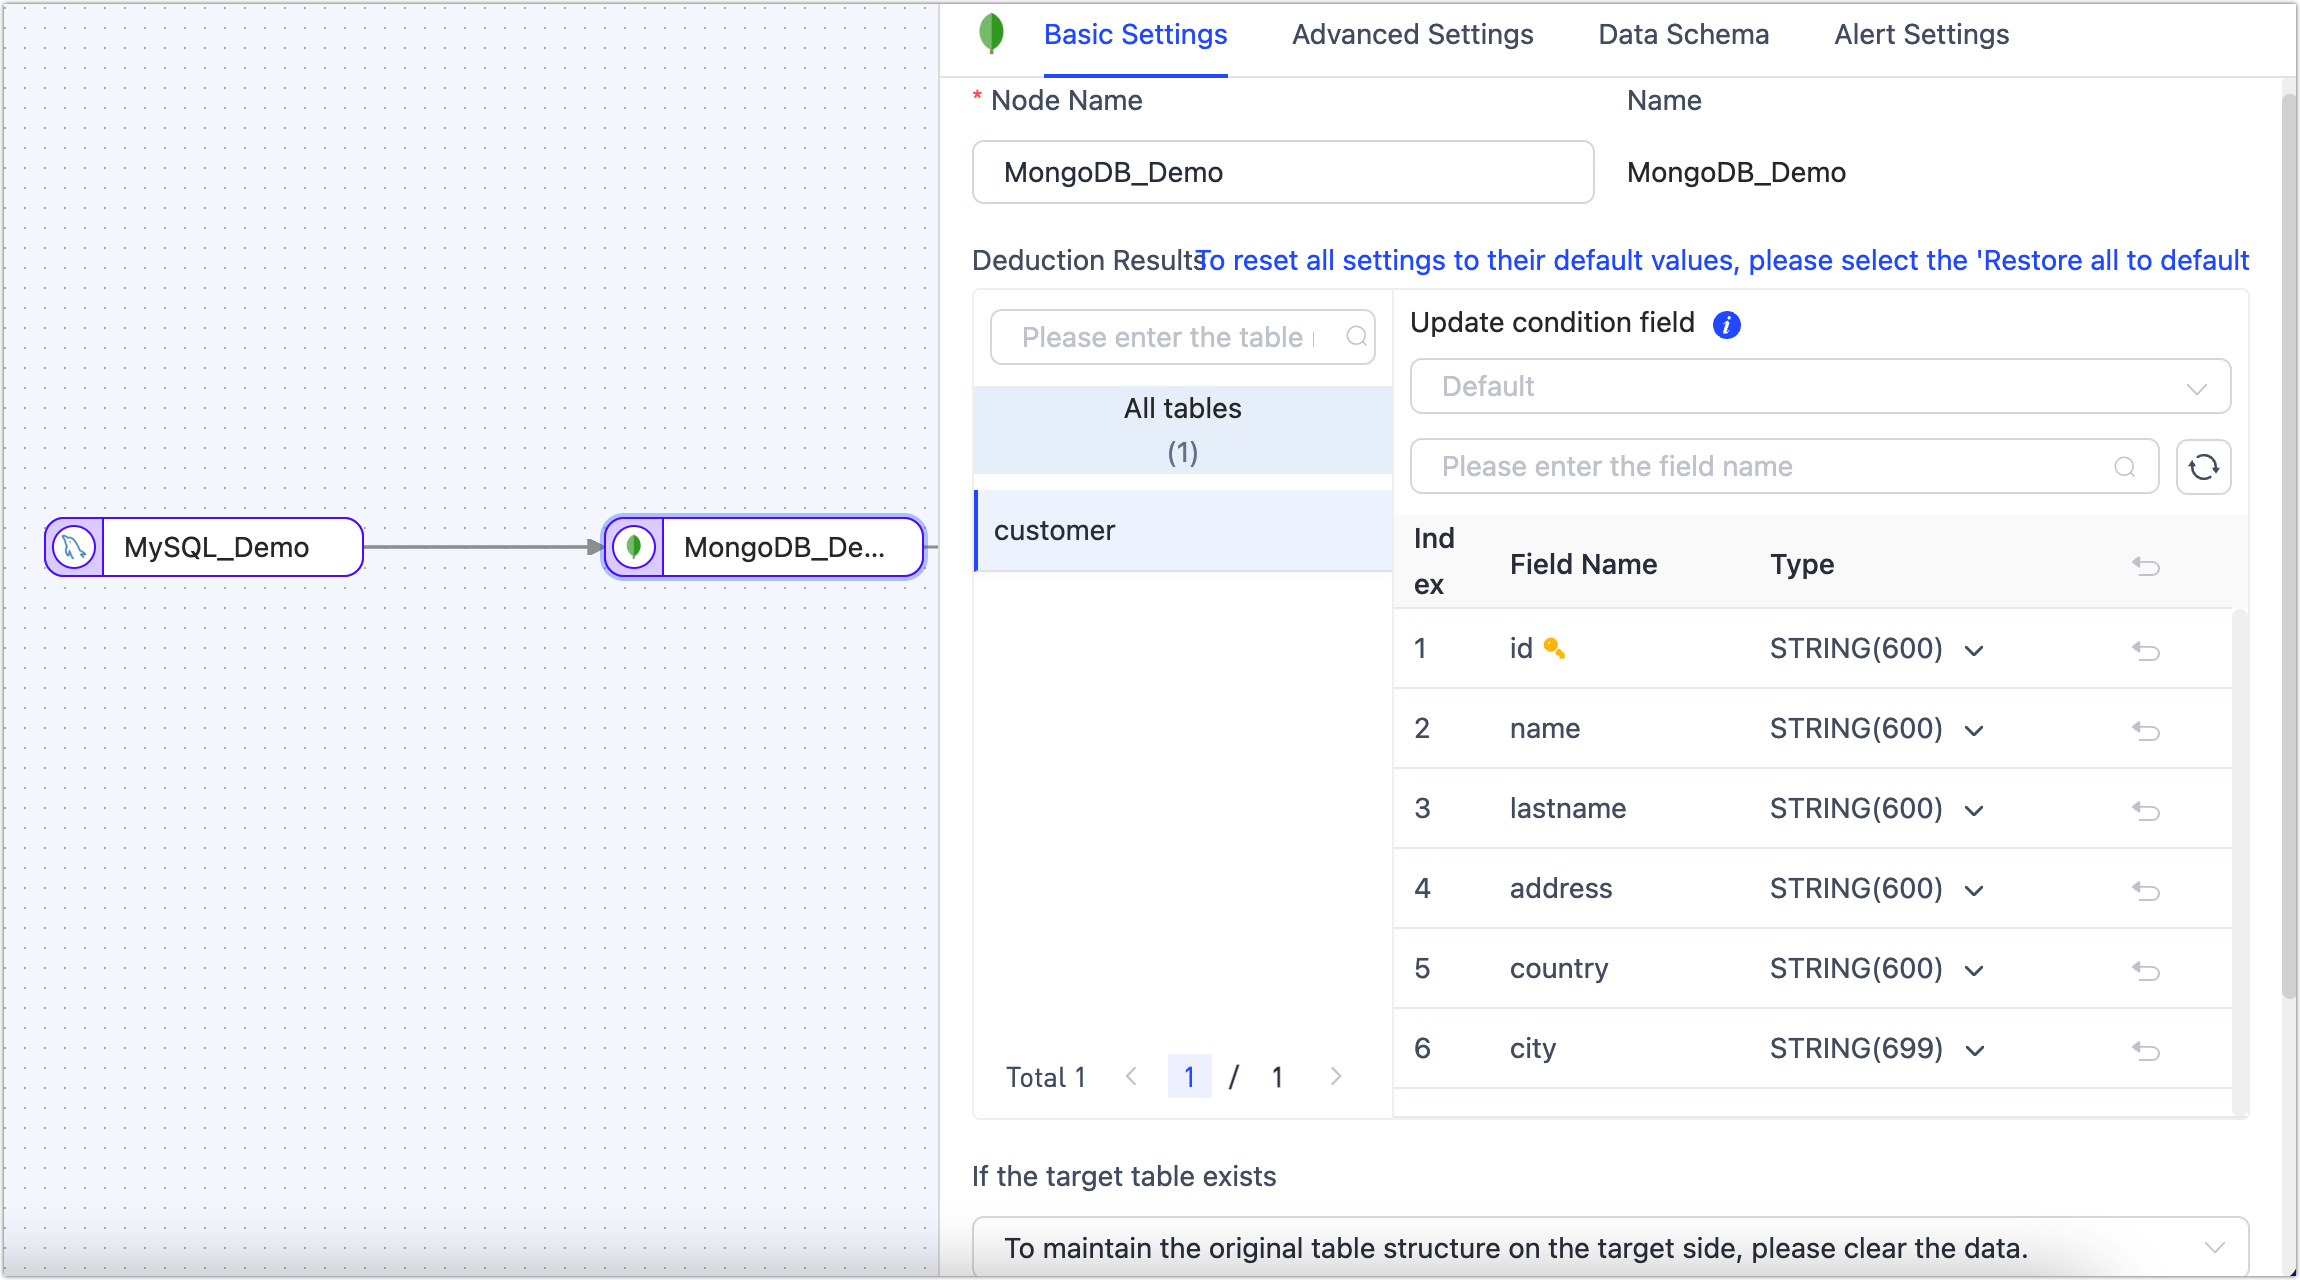 Basic Settings
Advanced Settings
Data Schema
Alert Settings
* Node Name
Name
MongoDB_Demo
MongoDB_Demo
Deduction Results
To reset all settings to their default values, please select the 'Restore all to default
Please enter the table
Update condition field
Default
All tables
(1)
Please enter the field name
customer
Ind
ex
Field Name
Type
1 id STRING(600)
2 name STRING(600)
3 lastname STRING(600)
4 address STRING(600)
5 country STRING(600)
6 city STRING(699)
Total 1
1 / 1
MySQL_Demo
MongoDB_De...
If the target table exists
To maintain the original table structure on the target side, please clear the data.